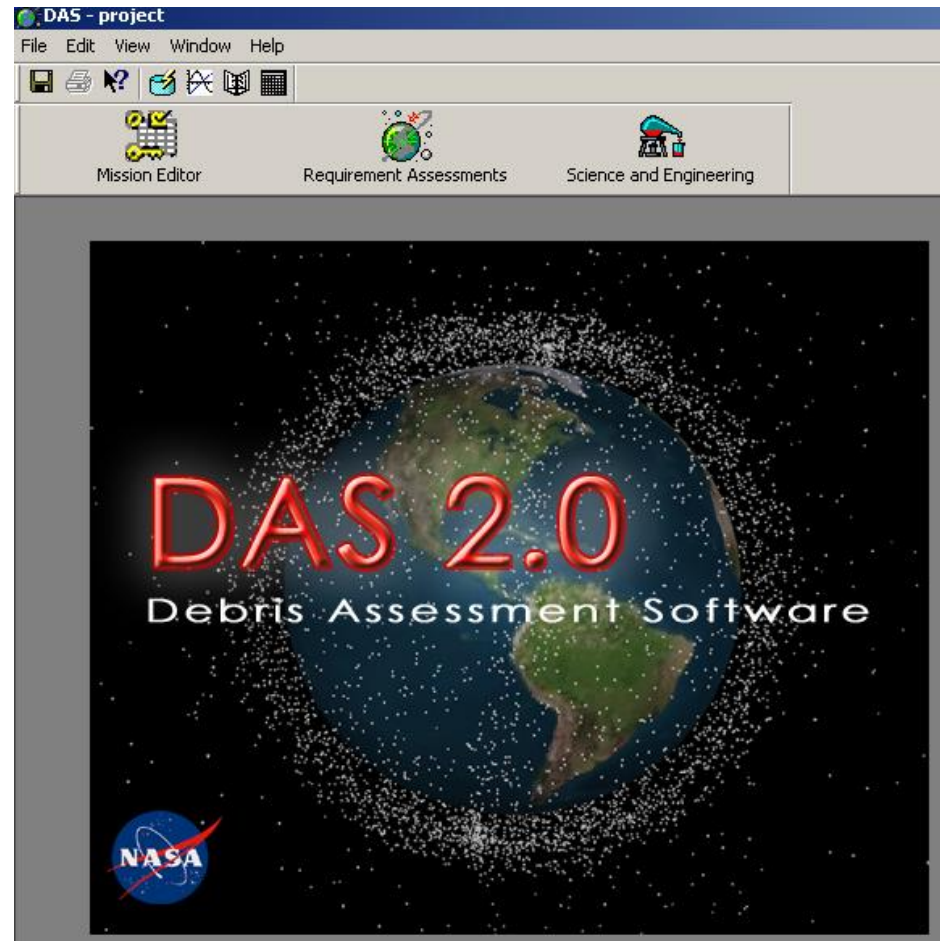 DAS - project
File Edit View Window Help
Mission Editor Requirement Assessments Science and Engineering
DAS 2.0
Debris Assessment Software
NASA